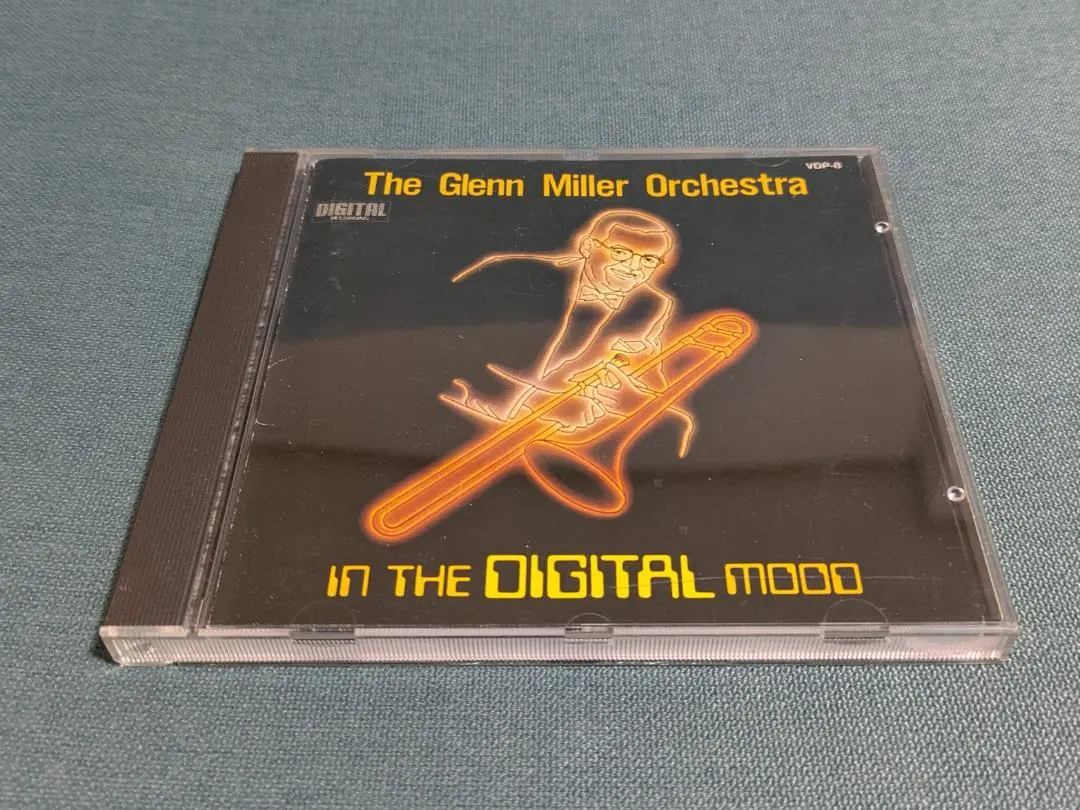 VDP-8
The Glenn Miller Orchestra
DIGITAL
RECORDING
IN THE DIGITAL MOOD